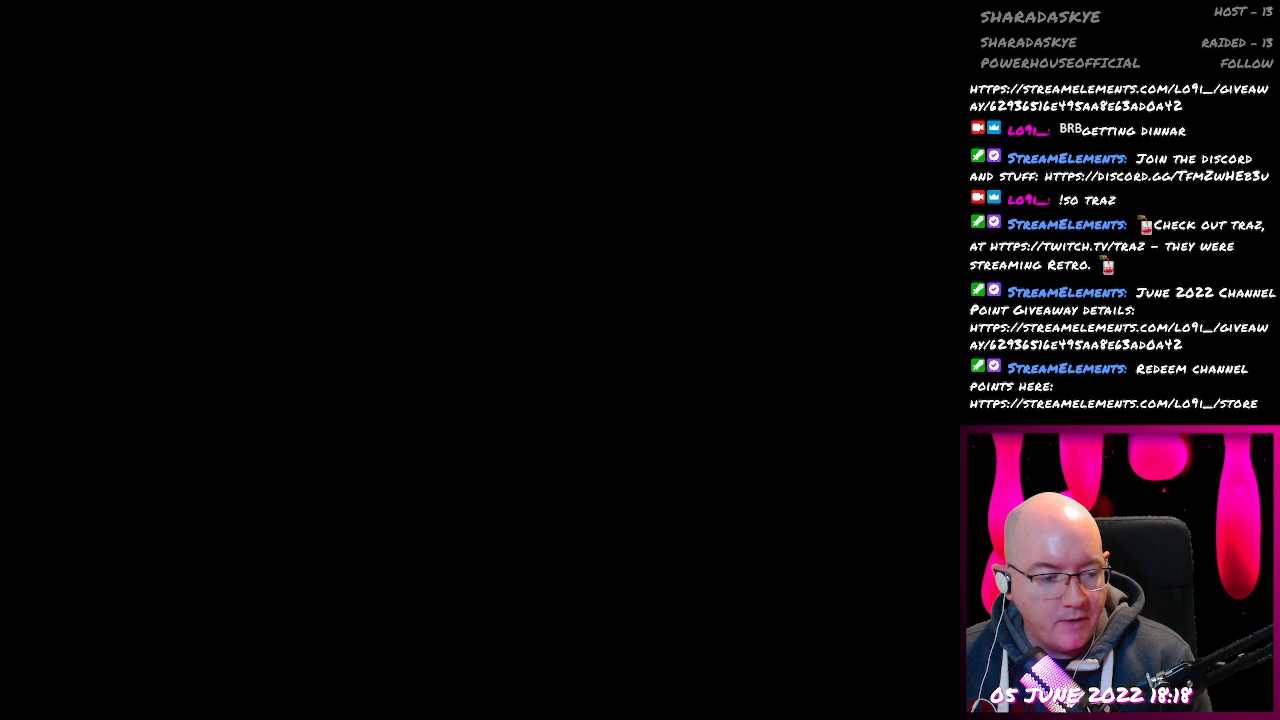 SHARADASKYE HOST - 13
SHARADASKYE RAIDED - 13
POWERHOUSEOFFICIAL FOLLOW
https://streamelements.com/lo9i_/giveaw
ay/62936516e495aa8e63ad0a42
lo9i_: BRB getting dinnar
StreamElements: Join the discord
and stuff: https://discord.gg/TfmZwHEb3u
lo9i_: !so traz
StreamElements: Check out traz,
at https://twitch.tv/traz - they were
streaming Retro.
StreamElements: June 2022 Channel
Point Giveaway details:
https://streamelements.com/lo9i_/giveaw
ay/62936516e495aa8e63ad0a42
StreamElements: Redeem channel
points here:
https://streamelements.com/lo9i_/store
05 JUNE 2022 18:18